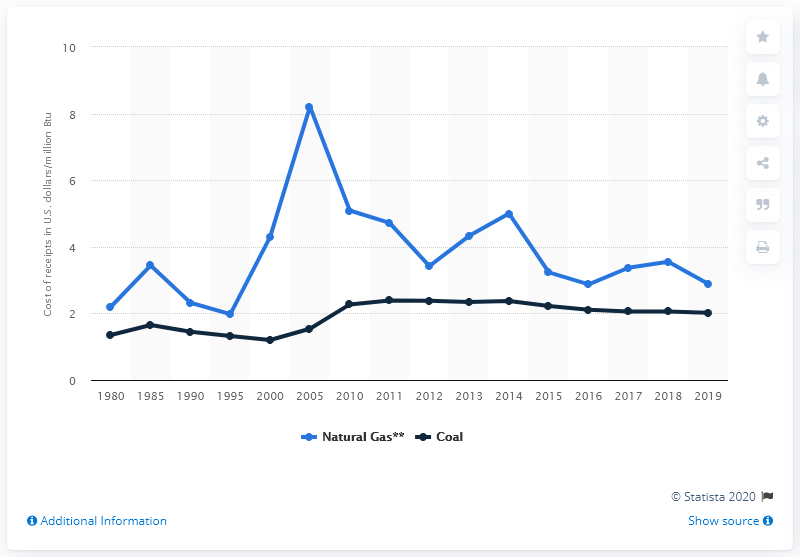 10
8
6
4
2
0
Cost of receipts in U.S. dollars/million Btu
1980 1985 1990 1995 2000 2005 2010 2011 2012 2013 2014 2015 2016 2017 2018 2019
Natural Gas** Coal
© Statista 2020
Additional Information Show source